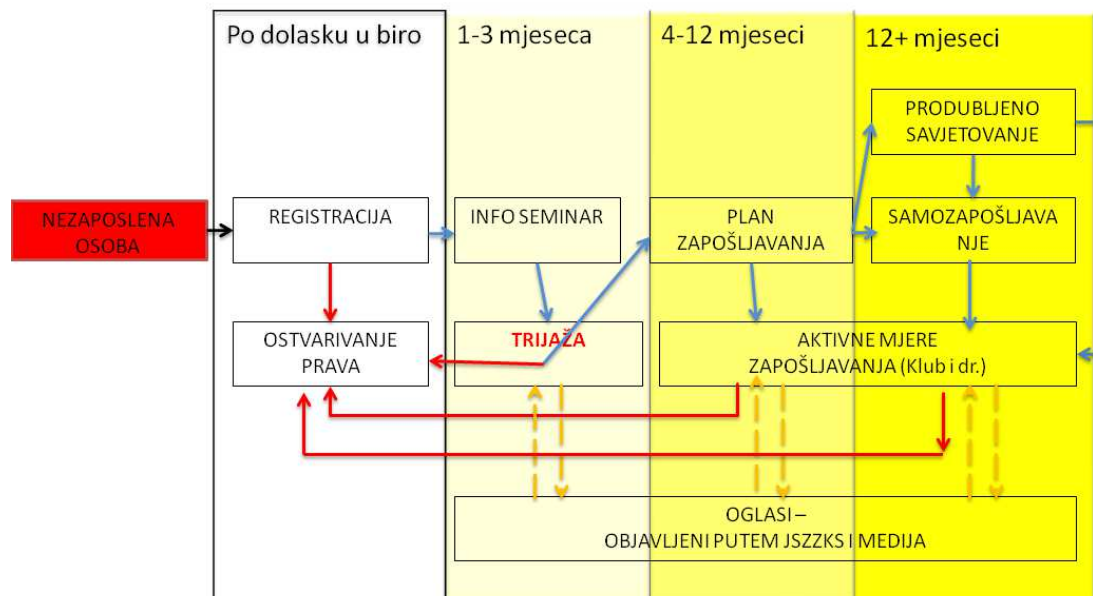 Po dolasku u biro
1-3 mjeseca
4-12 mjeseci
12+ mjeseci
PRODUBLJENO
SAVJETOVANJE
NEZAPOSLENA
OSOBA
REGISTRACIJA
INFO SEMINAR
PLAN
ZAPOŠLJAVANJA
SAMOZAPOŠLJAVA
NJE
OSTVARIVANJE
PRAVA
TRIJAŽA
AKTIVNE MJERE
ZAPOŠLJAVANJA (Klub i dr.)
OGLASI –
OBJAVLJENI PUTEM JSZZKS I MEDIJA